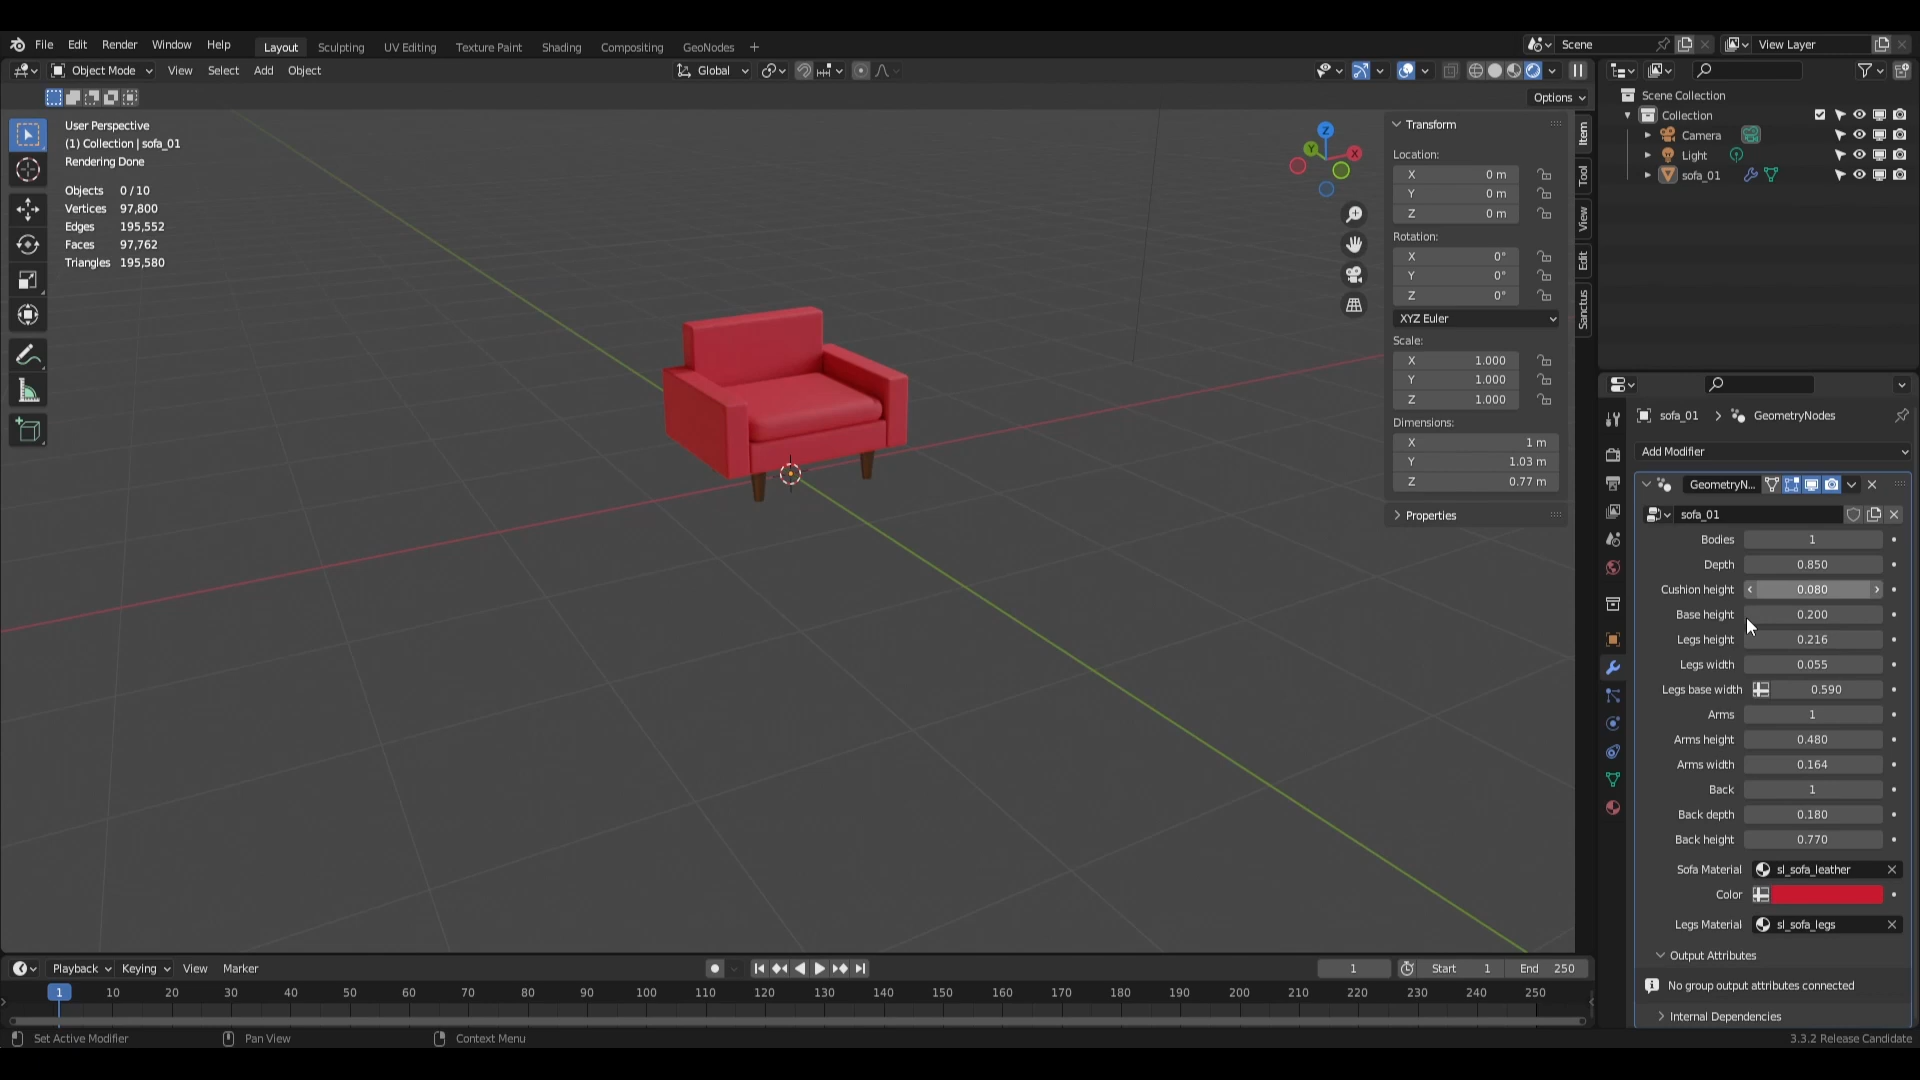 File Edit Render Window Help Layout Sculpting UV Editing Texture Paint Shading Compositing GeoNodes + Scene View Layer
Object Mode View Select Add Object Global
Options
User Perspective
(1) Collection | sofa_01
Rendering Done
Objects 0 / 10
Vertices 97,800
Edges 195,552
Faces 97,762
Triangles 195,580
Z
Y
X
Transform
Location:
X 0 m
Y 0 m
Z 0 m
Rotation:
X 0°
Y 0°
Z 0°
XYZ Euler
Scale:
X 1.000
Y 1.000
Z 1.000
Dimensions:
X 1 m
Y 1.03 m
Z 0.77 m
Properties
Item
Tool
View
Edit
Sanctus
Scene Collection
Collection
Camera
Light
sofa_01
sofa_01 > GeometryNodes
Add Modifier
GeometryN...
sofa_01
Bodies 1
Depth 0.850
Cushion height 0.080
Base height 0.200
Legs height 0.216
Legs width 0.055
Legs base width 0.590
Arms 1
Arms height 0.480
Arms width 0.164
Back 1
Back depth 0.180
Back height 0.770
Sofa Material sl_sofa_leather
Color
Legs Material sl_sofa_legs
Output Attributes
No group output attributes connected
Internal Dependencies
Playback Keying View Marker 1 Start 1 End 250
1 10 20 30 40 50 60 70 80 90 100 110 120 130 140 150 160 170 180 190 200 210 220 230 240 250
Set Active Modifier Pan View Context Menu 3.3.2 Release Candidate